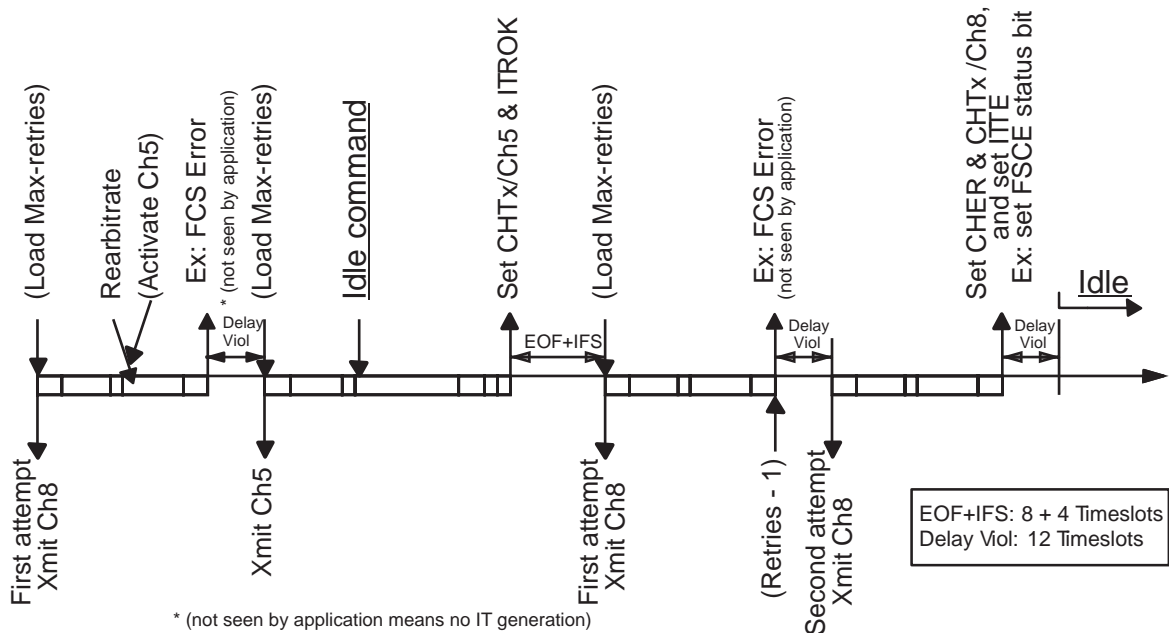 (Load Max-retries)
Rearbitrate
(Activate Ch5)
Ex: FCS Error
* (not seen by application)
(Load Max-retries)
Idle command
Set CHTx/Ch5 & ITROK
(Load Max-retries)
Ex: FCS Error
(not seen by application)
Set CHER & CHTx /Ch8,
and set ITTE
Ex: set FSCE status bit
Idle
Delay
Viol
EOF+IFS
Delay
Viol
Delay
Viol
First attempt
Xmit Ch8
Xmit Ch5
First attempt
Xmit Ch8
(Retries - 1)
Second attempt
Xmit Ch8
EOF+IFS: 8 + 4 Timeslots
Delay Viol: 12 Timeslots
* (not seen by application means no IT generation)